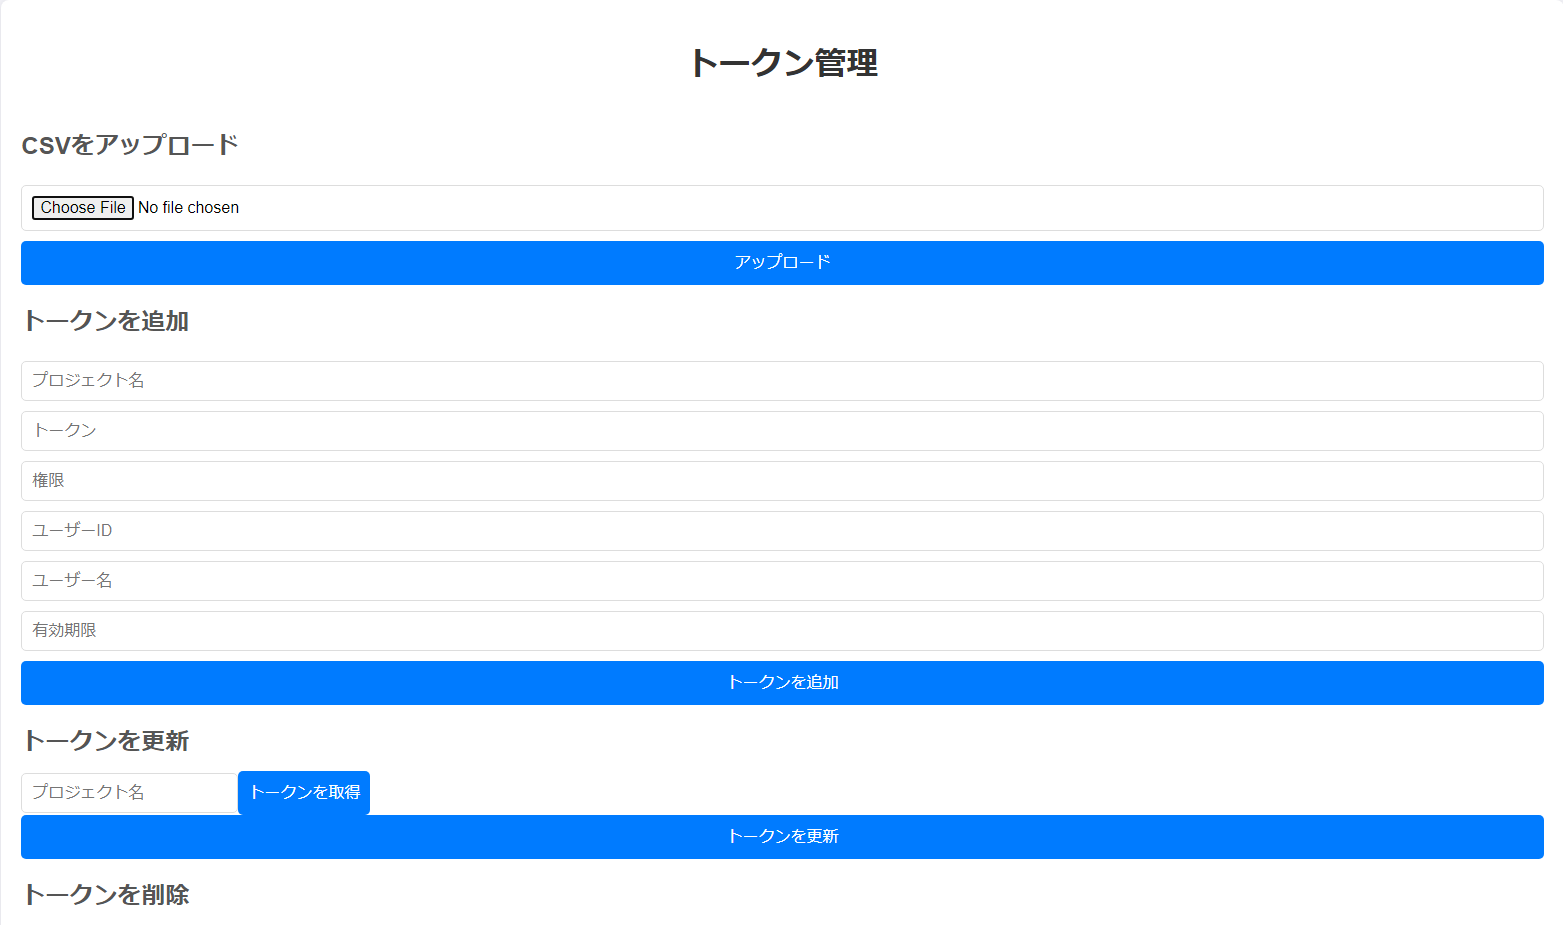 トークン管理
CSVをアップロード
Choose File No file chosen
アップロード
トークンを追加
プロジェクト名
トークン
権限
ユーザーID
ユーザー名
有効期限
トークンを追加
トークンを更新
プロジェクト名 トークンを取得
トークンを更新
トークンを削除